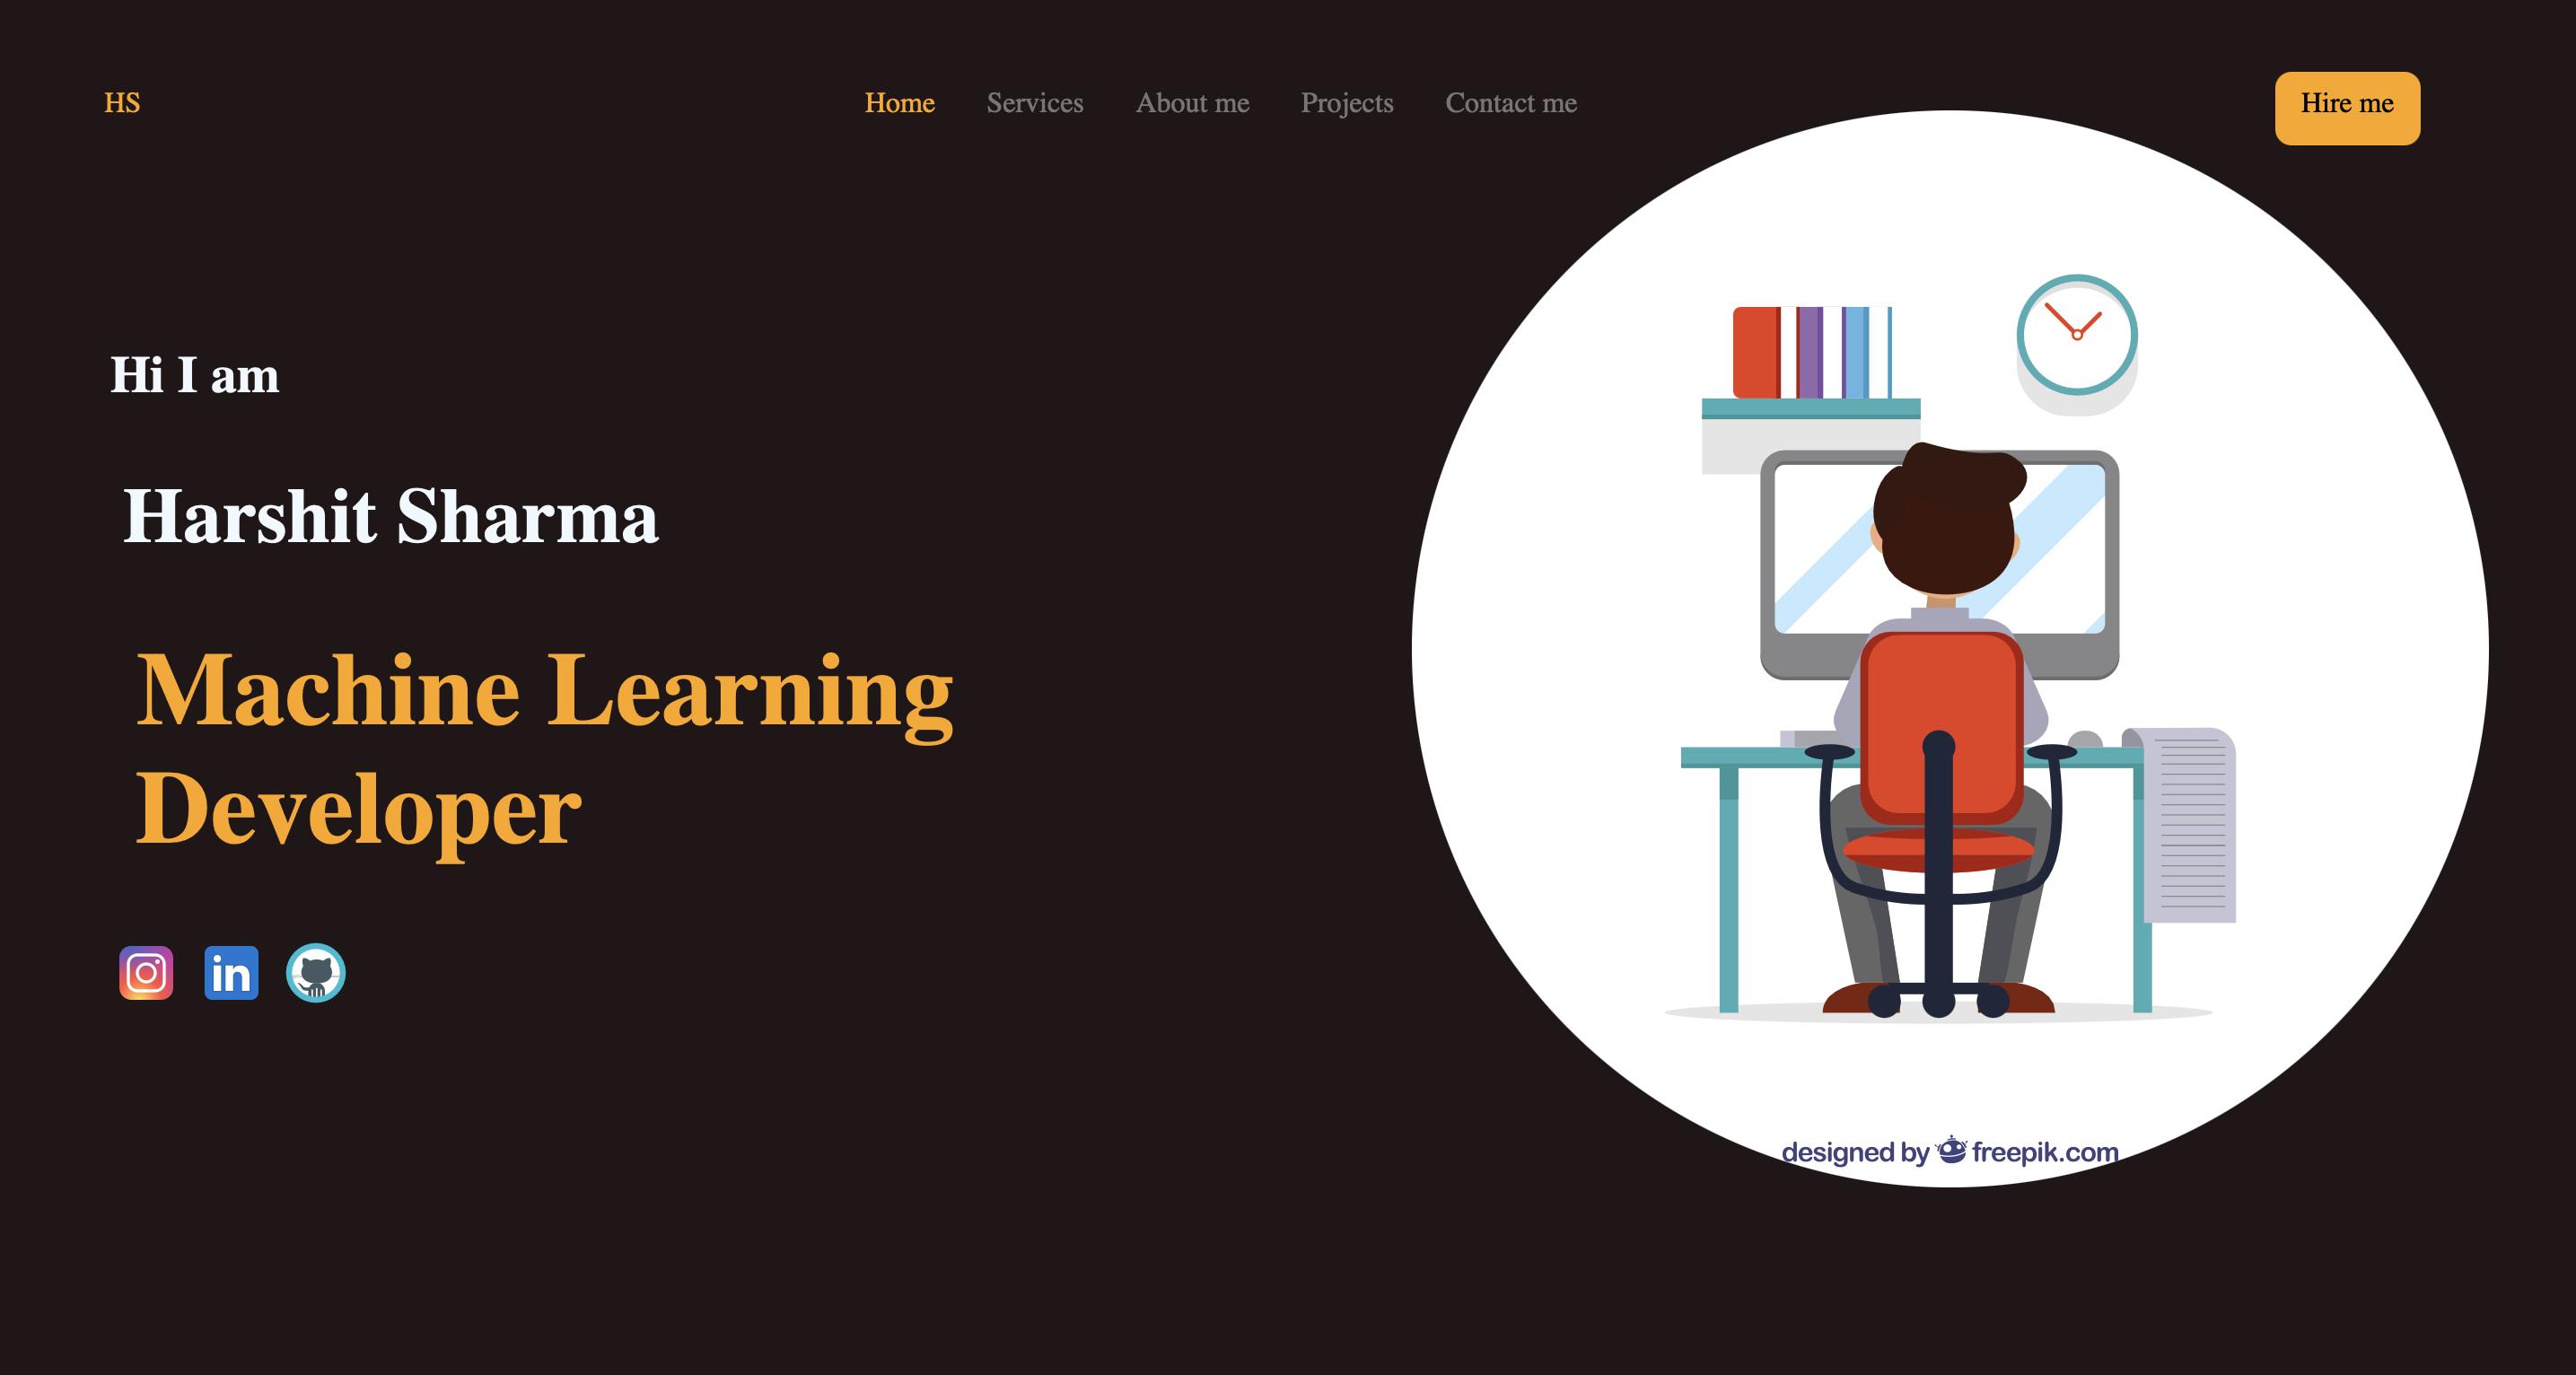 HS
Home Services About me Projects Contact me
Hire me
Hi I am
Harshit Sharma
Machine Learning
Developer
in
designed by freepik.com